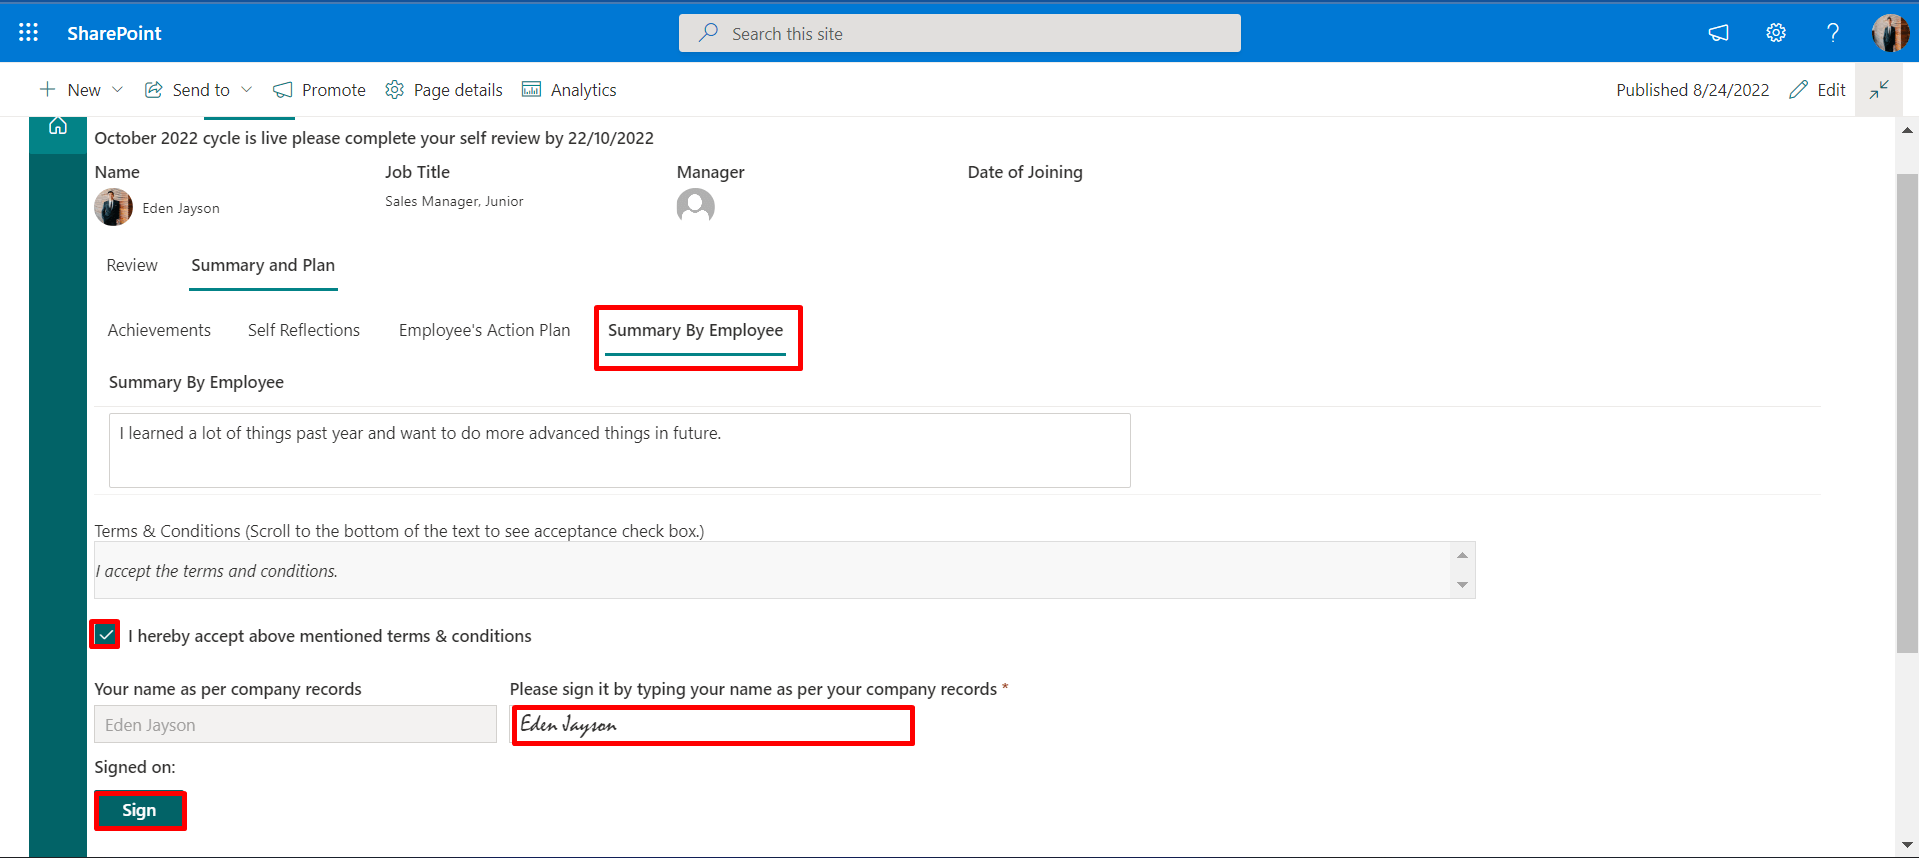 SharePoint Search this site
New Send to Promote Page details Analytics Published 8/24/2022 Edit
October 2022 cycle is live please complete your self review by 22/10/2022
Name Job Title Manager Date of Joining
Eden Jayson Sales Manager, Junior
Review Summary and Plan
Achievements Self Reflections Employee's Action Plan Summary By Employee
Summary By Employee
I learned a lot of things past year and want to do more advanced things in future.
Terms & Conditions (Scroll to the bottom of the text to see acceptance check box.)
I accept the terms and conditions.
I hereby accept above mentioned terms & conditions
Your name as per company records Please sign it by typing your name as per your company records *
Eden Jayson Eden Jayson
Signed on:
Sign